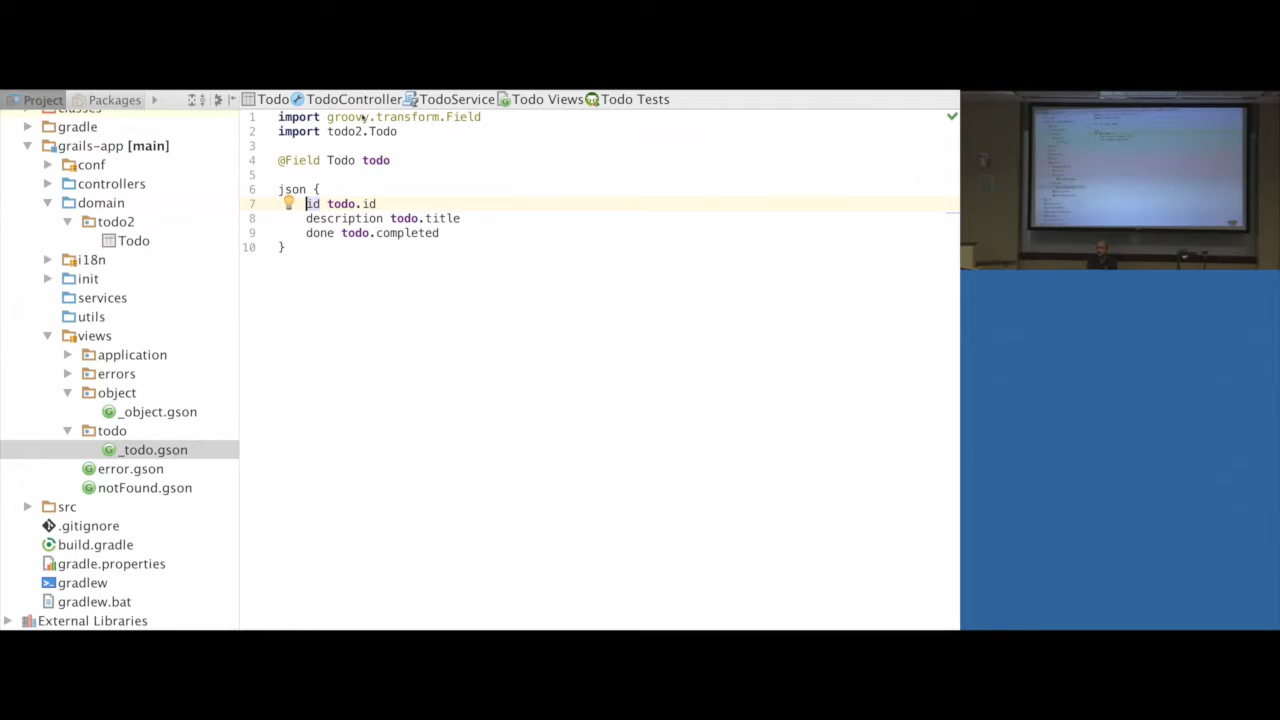 Project
Packages
Todo
TodoController
TodoService
Todo Views
Todo Tests
classes
gradle
grails-app [main]
conf
controllers
domain
todo2
Todo
i18n
init
services
utils
views
application
errors
object
_object.gson
todo
_todo.gson
error.gson
notFound.gson
src
.gitignore
build.gradle
gradle.properties
gradlew
gradlew.bat
External Libraries
1 import groovy.transform.Field
2 import todo2.Todo
3
4 @Field Todo todo
5
6 json {
7 id todo.id
8 description todo.title
9 done todo.completed
10 }